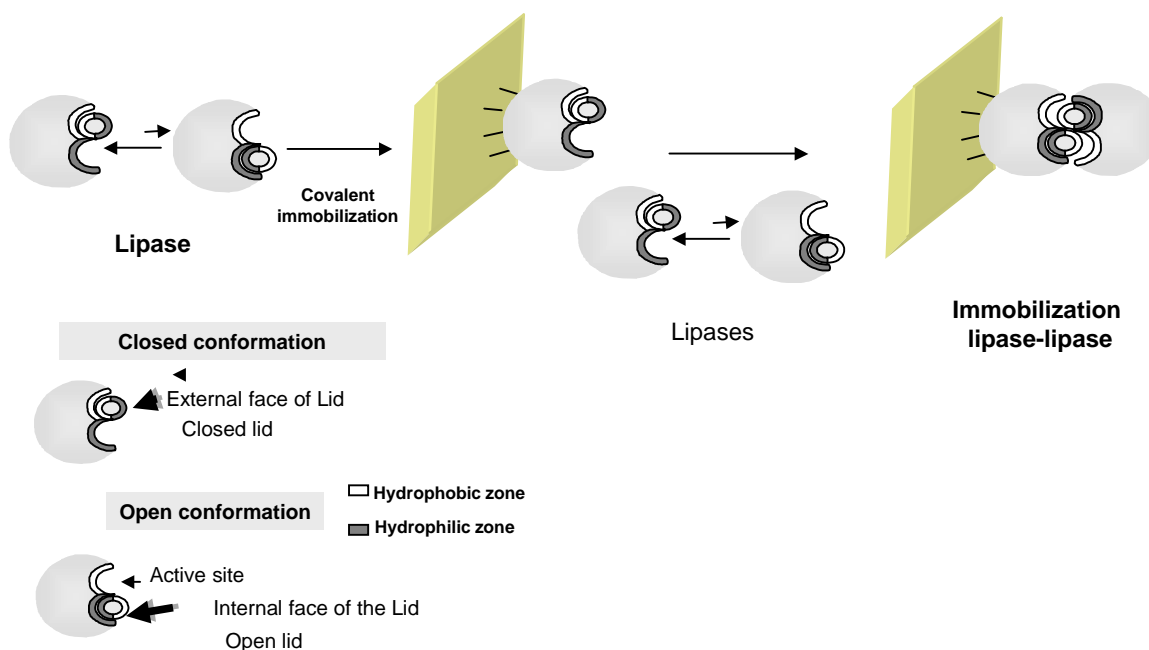 Covalent
immobilization
Lipase
Lipases
Immobilization
lipase-lipase
Closed conformation
External face of Lid
Closed lid
Open conformation
Hydrophobic zone
Hydrophilic zone
Active site
Internal face of the Lid
Open lid